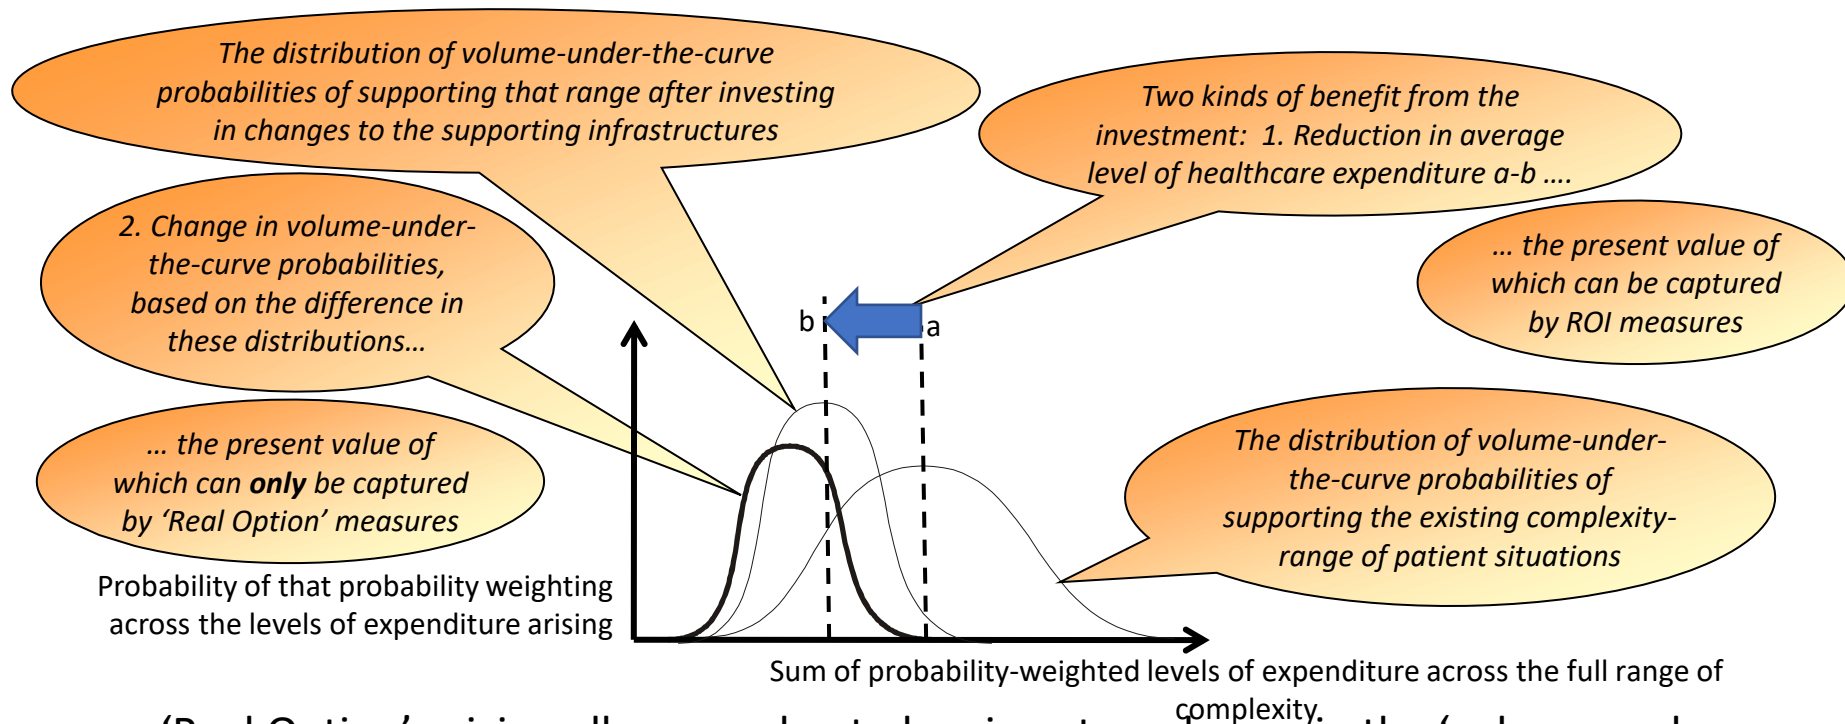 The distribution of volume-under-the-curve
probabilities of supporting that range after investing
in changes to the supporting infrastructures
Two kinds of benefit from the
investment: 1. Reduction in average
level of healthcare expenditure a-b ....
... the present value of
which can be captured
by ROI measures
2. Change in volume-under-
the-curve probabilities,
based on the difference in
these distributions...
... the present value of
which can only be captured
by ‘Real Option’ measures
b
a
The distribution of volume-under-
the-curve probabilities of
supporting the existing complexity-
range of patient situations
Probability of that probability weighting
across the levels of expenditure arising
Sum of probability-weighted levels of expenditure across the full range of
complexity
‘Real Option’